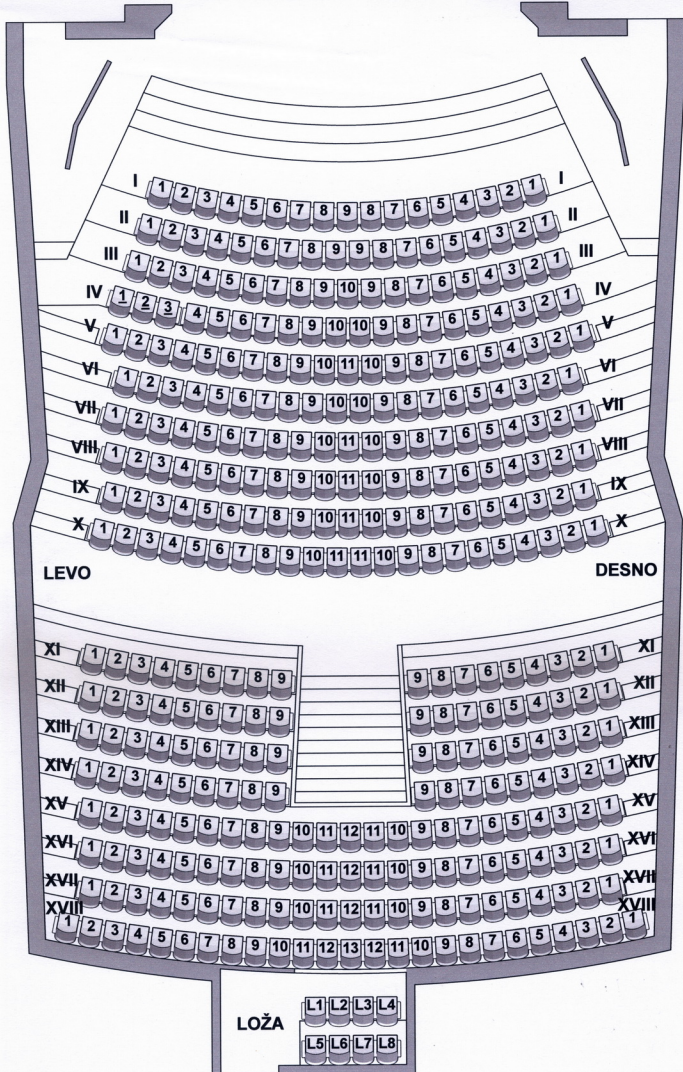 I 1 2 3 4 5 6 7 8 9 8 7 6 5 4 3 2 1 I
II 1 2 3 4 5 6 7 8 9 9 8 7 6 5 4 3 2 1 II
III 1 2 3 4 5 6 7 8 9 10 9 8 7 6 5 4 3 2 1 III
IV 1 2 3 4 5 6 7 8 9 10 10 9 8 7 6 5 4 3 2 1 IV
V 1 2 3 4 5 6 7 8 9 10 11 10 9 8 7 6 5 4 3 2 1 V
VI 1 2 3 4 5 6 7 8 9 10 10 9 8 7 6 5 4 3 2 1 VI
VII 1 2 3 4 5 6 7 8 9 10 11 10 9 8 7 6 5 4 3 2 1 VII
VIII 1 2 3 4 5 6 7 8 9 10 11 10 9 8 7 6 5 4 3 2 1 VIII
IX 1 2 3 4 5 6 7 8 9 10 11 10 9 8 7 6 5 4 3 2 1 IX
X 1 2 3 4 5 6 7 8 9 10 11 11 10 9 8 7 6 5 4 3 2 1 X
LEVO DESNO
XI 1 2 3 4 5 6 7 8 9 9 8 7 6 5 4 3 2 1 XI
XII 1 2 3 4 5 6 7 8 9 9 8 7 6 5 4 3 2 1 XII
XIII 1 2 3 4 5 6 7 8 9 9 8 7 6 5 4 3 2 1 XIII
XIV 1 2 3 4 5 6 7 8 9 9 8 7 6 5 4 3 2 1 XIV
XV 1 2 3 4 5 6 7 8 9 10 11 12 11 10 9 8 7 6 5 4 3 2 1 XV
XVI 1 2 3 4 5 6 7 8 9 10 11 12 11 10 9 8 7 6 5 4 3 2 1 XVI
XVII 1 2 3 4 5 6 7 8 9 10 11 12 11 10 9 8 7 6 5 4 3 2 1 XVII
XVIII 1 2 3 4 5 6 7 8 9 10 11 12 13 12 11 10 9 8 7 6 5 4 3 2 1 XVIII
L1 L2 L3 L4
LOŽA
L5 L6 L7 L8